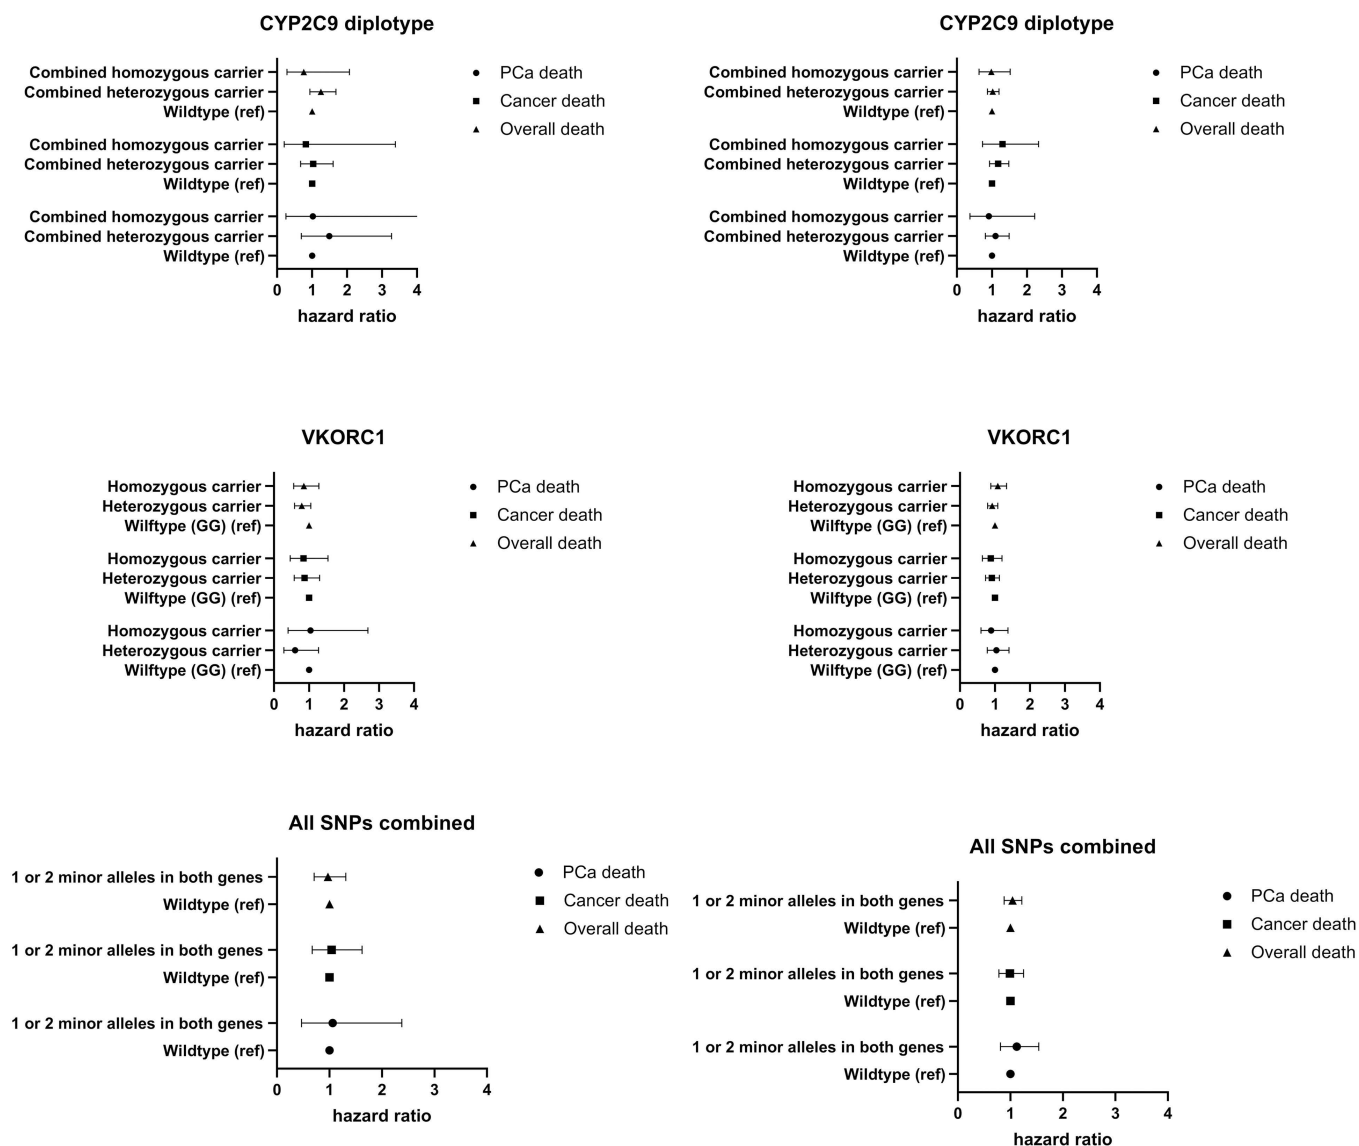 CYP2C9 diplotype
Combined homozygous carrier
Combined heterozygous carrier
Wildtype (ref)
Combined homozygous carrier
Combined heterozygous carrier
Wildtype (ref)
Combined homozygous carrier
Combined heterozygous carrier
Wildtype (ref)
0 1 2 3 4
hazard ratio
PCa death
Cancer death
Overall death
CYP2C9 diplotype
Combined homozygous carrier
Combined heterozygous carrier
Wildtype (ref)
Combined homozygous carrier
Combined heterozygous carrier
Wildtype (ref)
Combined homozygous carrier
Combined heterozygous carrier
Wildtype (ref)
0 1 2 3 4
hazard ratio
PCa death
Cancer death
Overall death
VKORC1
Homozygous carrier
Heterozygous carrier
Wilftype (GG) (ref)
Homozygous carrier
Heterozygous carrier
Wilftype (GG) (ref)
Homozygous carrier
Heterozygous carrier
Wilftype (GG) (ref)
0 1 2 3 4
hazard ratio
PCa death
Cancer death
Overall death
VKORC1
Homozygous carrier
Heterozygous carrier
Wilftype (GG) (ref)
Homozygous carrier
Heterozygous carrier
Wilftype (GG) (ref)
Homozygous carrier
Heterozygous carrier
Wilftype (GG) (ref)
0 1 2 3 4
hazard ratio
PCa death
Cancer death
Overall death
All SNPs combined
1 or 2 minor alleles in both genes
Wildtype (ref)
1 or 2 minor alleles in both genes
Wildtype (ref)
1 or 2 minor alleles in both genes
Wildtype (ref)
0 1 2 3 4
hazard ratio
PCa death
Cancer death
Overall death
All SNPs combined
1 or 2 minor alleles in both genes
Wildtype (ref)
1 or 2 minor alleles in both genes
Wildtype (ref)
1 or 2 minor alleles in both genes
Wildtype (ref)
0 1 2 3 4
hazard ratio
PCa death
Cancer death
Overall death